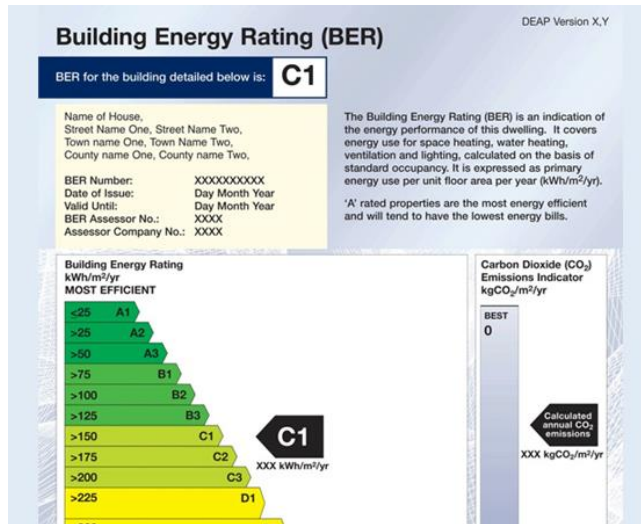 DEAP Version X,Y
Building Energy Rating (BER)
BER for the building detailed below is: C1
Name of House,
Street Name One, Street Name Two,
Town name One, Town Name Two,
County name One, County name Two,
BER Number: XXXXXXXXXX
Date of Issue: Day Month Year
Valid Until: Day Month Year
BER Assessor No.: XXXX
Assessor Company No.: XXXX
The Building Energy Rating (BER) is an indication of
the energy performance of this dwelling. It covers
energy use for space heating, water heating,
ventilation and lighting, calculated on the basis of
standard occupancy. It is expressed as primary
energy use per unit floor area per year (kWh/m²/yr).
'A' rated properties are the most energy efficient
and will tend to have the lowest energy bills.
Building Energy Rating
kWh/m²/yr
MOST EFFICIENT
≤25 A1
>25 A2
>50 A3
>75 B1
>100 B2
>125 B3
>150 C1
>175 C2
>200 C3
>225 D1
C1
XXX kWh/m²/yr
Carbon Dioxide (CO₂)
Emissions Indicator
kgCO₂/m²/yr
BEST
0
Calculated
annual CO₂
emissions
XXX kgCO₂/m²/yr